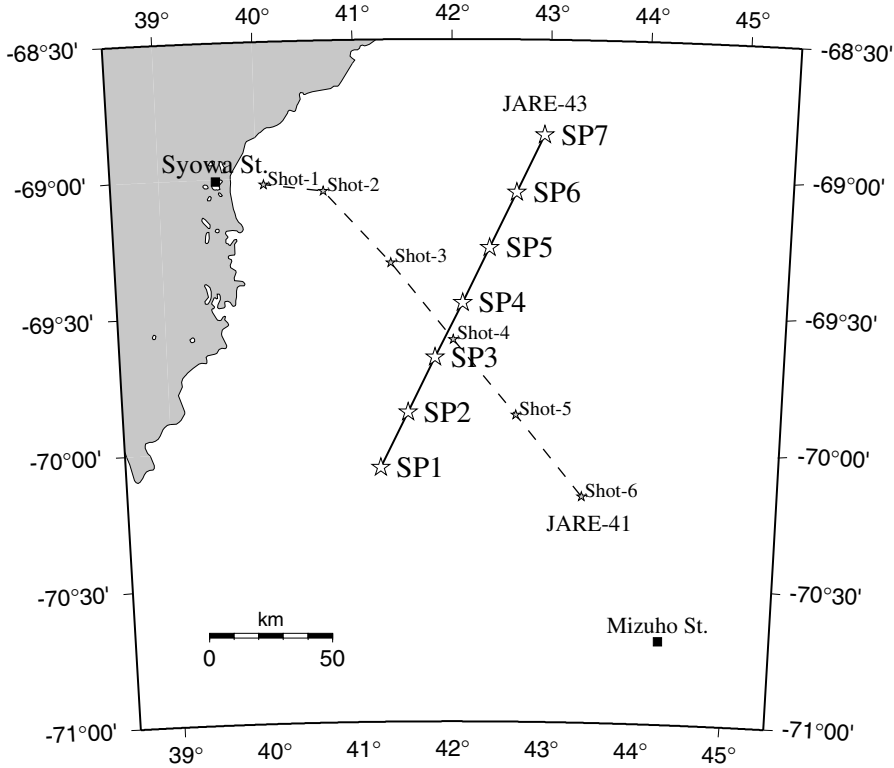 39° 40° 41° 42° 43° 44° 45°
-68°30' -68°30'
JARE-43
SP7
Syowa St.
Shot-1
Shot-2
-69°00' -69°00'
SP6
SP5
Shot-3
SP4
-69°30' -69°30'
Shot-4
SP3
Shot-5
SP2
-70°00' -70°00'
SP1
Shot-6
JARE-41
-70°30' -70°30'
km
0 50
Mizuho St.
-71°00' -71°00'
39° 40° 41° 42° 43° 44° 45°